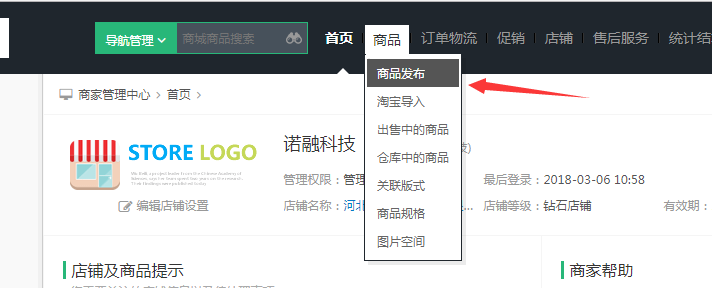 导航管理 商城商品搜索 首页 商品 订单物流 促销 店铺 售后服务 统计结
商品发布
淘宝导入
出售中的商品
仓库中的商品
关联版式
商品规格
图片空间
商家管理中心 > 首页 >
STORE LOGO
诺融科技
管理权限：管理
最后登录：2018-03-06 10:58
编辑店铺设置
店铺名称：河北
店铺等级：钻石店铺
有效期：
店铺及商品提示
商家帮助